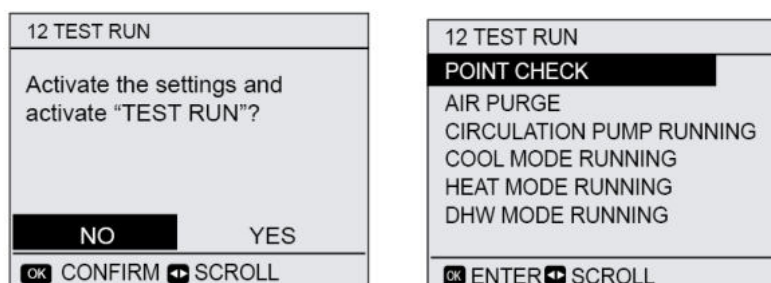 12 TEST RUN
Activate the settings and
activate “TEST RUN”?
NO YES
OK CONFIRM SCROLL
12 TEST RUN
POINT CHECK
AIR PURGE
CIRCULATION PUMP RUNNING
COOL MODE RUNNING
HEAT MODE RUNNING
DHW MODE RUNNING
OK ENTER SCROLL